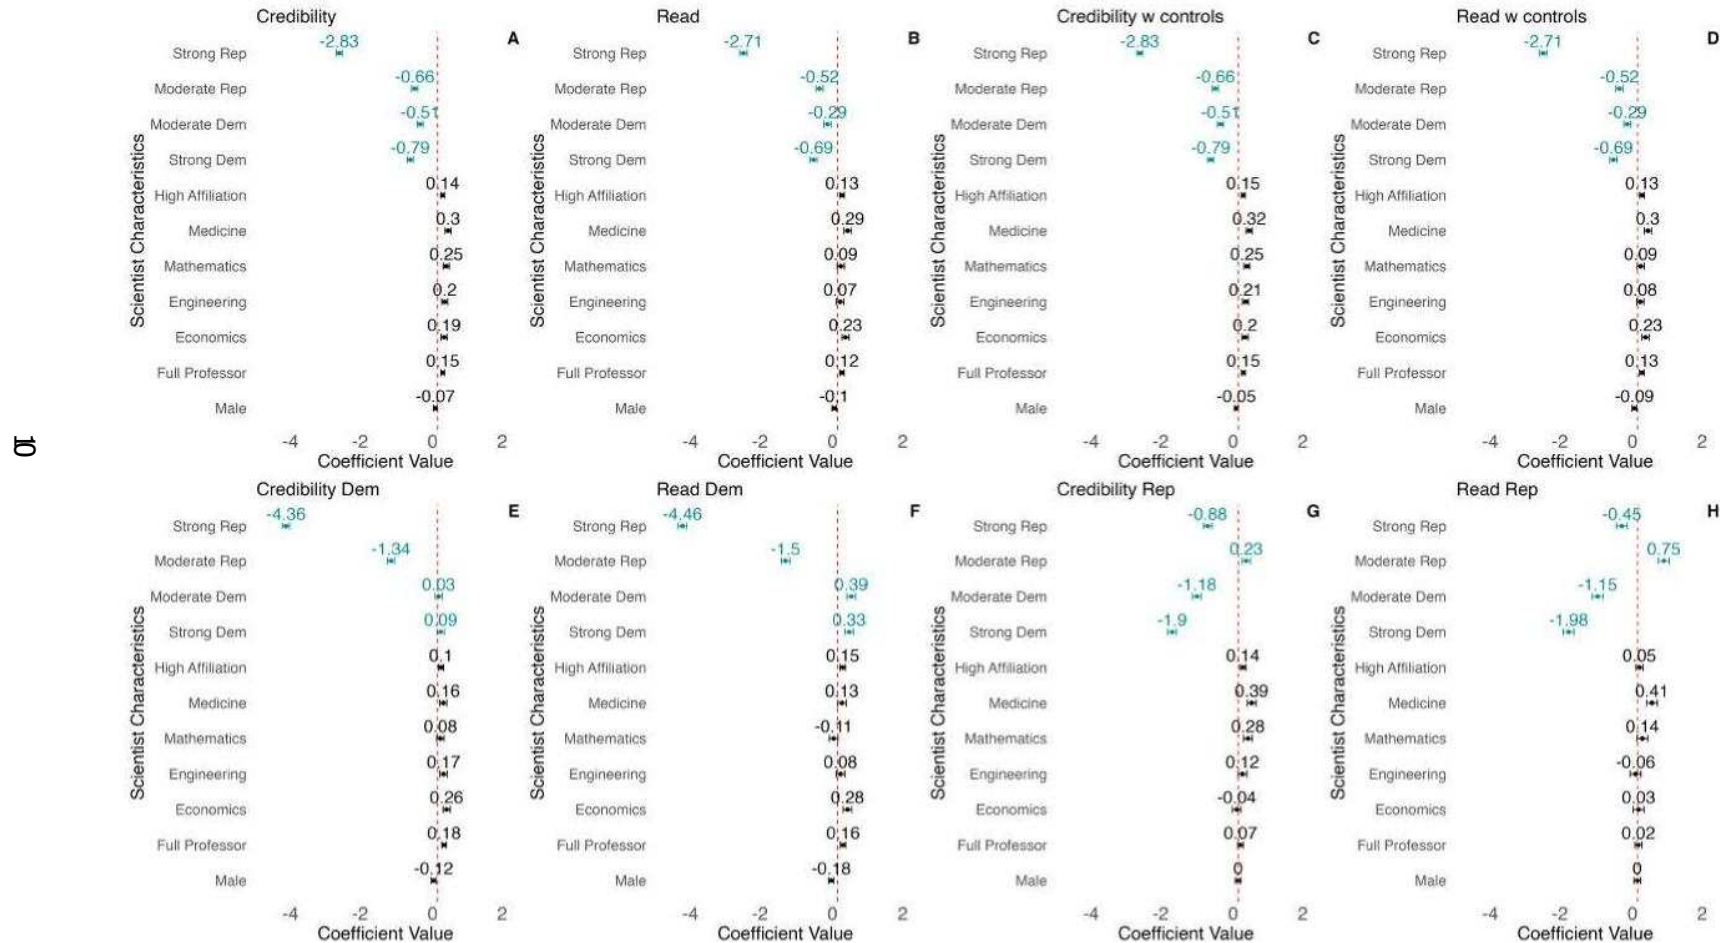 Credibility
A
Scientist Characteristics
Strong Rep -2.83
Moderate Rep -0.66
Moderate Dem -0.51
Strong Dem -0.79
High Affiliation 0.14
Medicine 0.3
Mathematics 0.25
Engineering 0.2
Economics 0.19
Full Professor 0.15
Male -0.07
-4 -2 0 2
Coefficient Value
Read
B
Scientist Characteristics
Strong Rep -2.71
Moderate Rep -0.52
Moderate Dem -0.29
Strong Dem -0.69
High Affiliation 0.13
Medicine 0.29
Mathematics 0.09
Engineering 0.07
Economics 0.23
Full Professor 0.12
Male -0.1
-4 -2 0 2
Coefficient Value
Credibility w controls
C
Scientist Characteristics
Strong Rep -2.83
Moderate Rep -0.66
Moderate Dem -0.51
Strong Dem -0.79
High Affiliation 0.15
Medicine 0.32
Mathematics 0.25
Engineering 0.21
Economics 0.2
Full Professor 0.15
Male -0.05
-4 -2 0 2
Coefficient Value
Read w controls
D
Scientist Characteristics
Strong Rep -2.71
Moderate Rep -0.52
Moderate Dem -0.29
Strong Dem -0.69
High Affiliation 0.13
Medicine 0.3
Mathematics 0.09
Engineering 0.08
Economics 0.23
Full Professor 0.13
Male -0.09
-4 -2 0 2
Coefficient Value
10
Credibility Dem
E
Scientist Characteristics
Strong Rep -4.36
Moderate Rep -1.34
Moderate Dem 0.03
Strong Dem 0.09
High Affiliation 0.1
Medicine 0.16
Mathematics 0.08
Engineering 0.17
Economics 0.26
Full Professor 0.18
Male -0.12
-4 -2 0 2
Coefficient Value
Read Dem
F
Scientist Characteristics
Strong Rep -4.46
Moderate Rep -1.5
Moderate Dem 0.39
Strong Dem 0.33
High Affiliation 0.15
Medicine 0.13
Mathematics -0.11
Engineering 0.08
Economics 0.28
Full Professor 0.16
Male -0.18
-4 -2 0 2
Coefficient Value
Credibility Rep
G
Scientist Characteristics
Strong Rep -0.88
Moderate Rep 0.23
Moderate Dem -1.18
Strong Dem -1.9
High Affiliation 0.14
Medicine 0.39
Mathematics 0.28
Engineering 0.12
Economics -0.04
Full Professor 0.07
Male 0
-4 -2 0 2
Coefficient Value
Read Rep
H
Scientist Characteristics
Strong Rep -0.45
Moderate Rep 0.75
Moderate Dem -1.15
Strong Dem -1.98
High Affiliation 0.05
Medicine 0.41
Mathematics 0.14
Engineering -0.06
Economics 0.03
Full Professor 0.02
Male 0
-4 -2 0 2
Coefficient Value